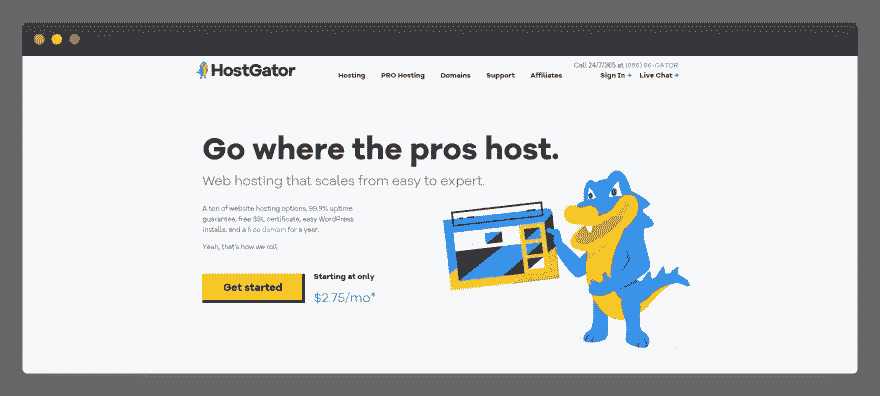 HostGator
Call 24/7/365 at (866) 96-GATOR
Hosting PRO Hosting Domains Support Affiliates Sign In → Live Chat →
Go where the pros host.
Web hosting that scales from easy to expert.
A ton of website hosting options, 99.9% uptime
guarantee, free SSL certificate, easy WordPress
installs, and a free domain for a year.
Yeah, that's how we roll.
Get started
Starting at only
$2.75/mo*